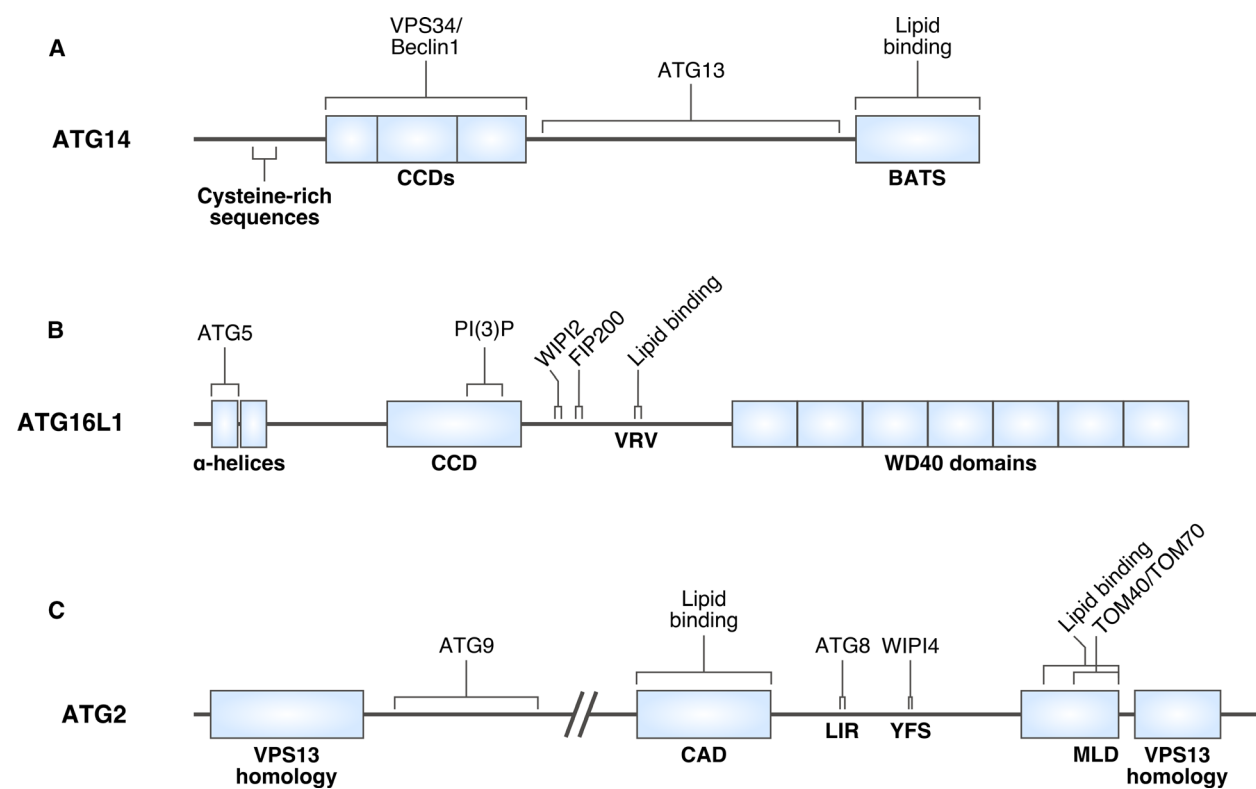 A
VPS34/
Beclin1
Lipid
binding
ATG13
ATG14
CCDs
BATS
Cysteine-rich
sequences
B
ATG5
PI(3)P
WIPI2
FIP200
Lipid binding
ATG16L1
α-helices
CCD
VRV
WD40 domains
C
Lipid
binding
Lipid binding
TOM40/TOM70
ATG9
ATG8
WIPI4
ATG2
VPS13
homology
CAD
LIR
YFS
MLD
VPS13
homology